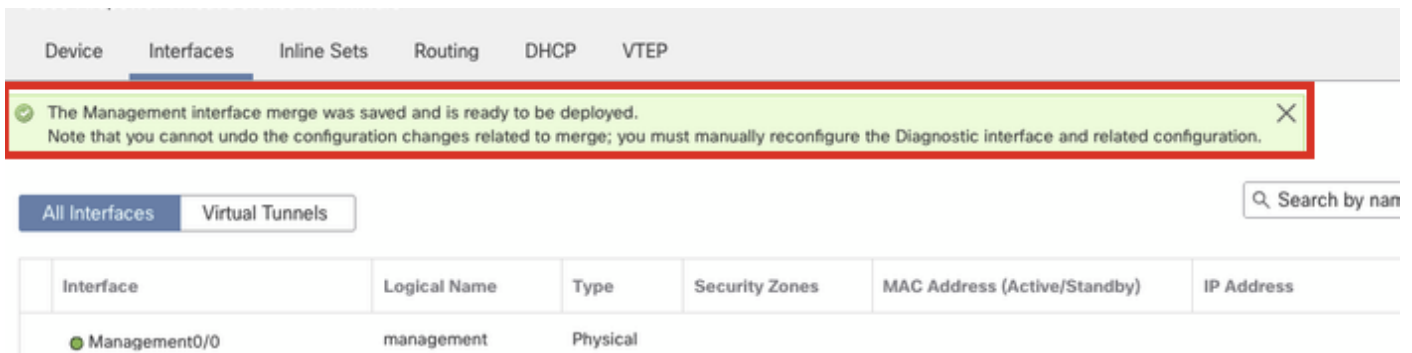 Device Interfaces Inline Sets Routing DHCP VTEP
The Management interface merge was saved and is ready to be deployed.
Note that you cannot undo the configuration changes related to merge; you must manually reconfigure the Diagnostic interface and related configuration.
All Interfaces Virtual Tunnels
Search by nam
Interface Logical Name Type Security Zones MAC Address (Active/Standby) IP Address
Management0/0 management Physical